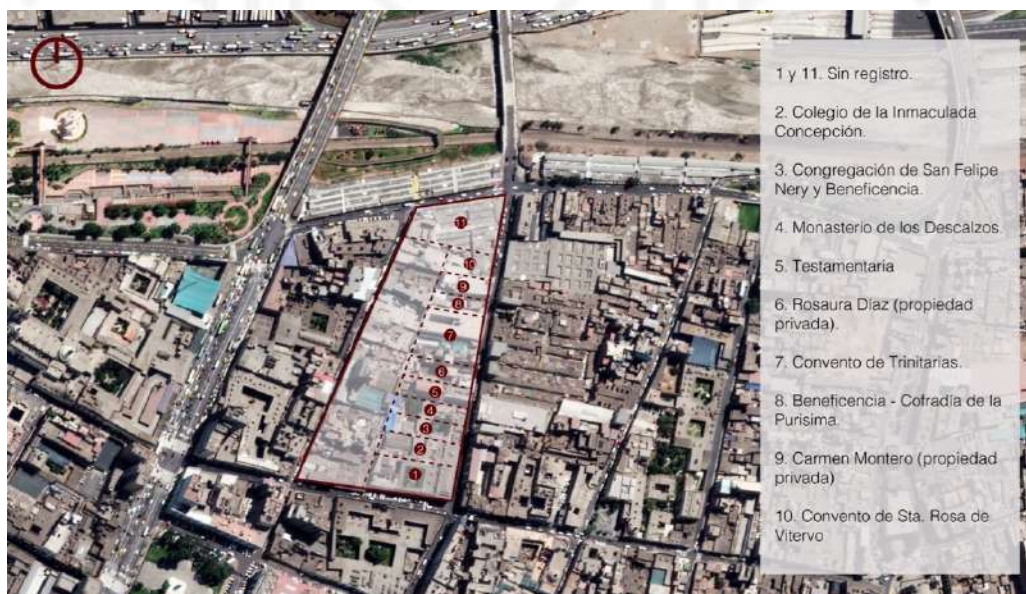 1 y 11. Sin registro.
2. Colegio de la Inmaculada
Concepción.
3. Congregación de San Felipe
Nery y Beneficencia.
4. Monasterio de los Descalzos.
5. Testamentaria
6. Rosaura Díaz (propiedad
privada).
7. Convento de Trinitarias.
8. Beneficencia - Cofradía de la
Purisima.
9. Carmen Montero (propiedad
privada)
10. Convento de Sta. Rosa de
Vitervo
11
10
9
8
7
6
5
4
3
2
1